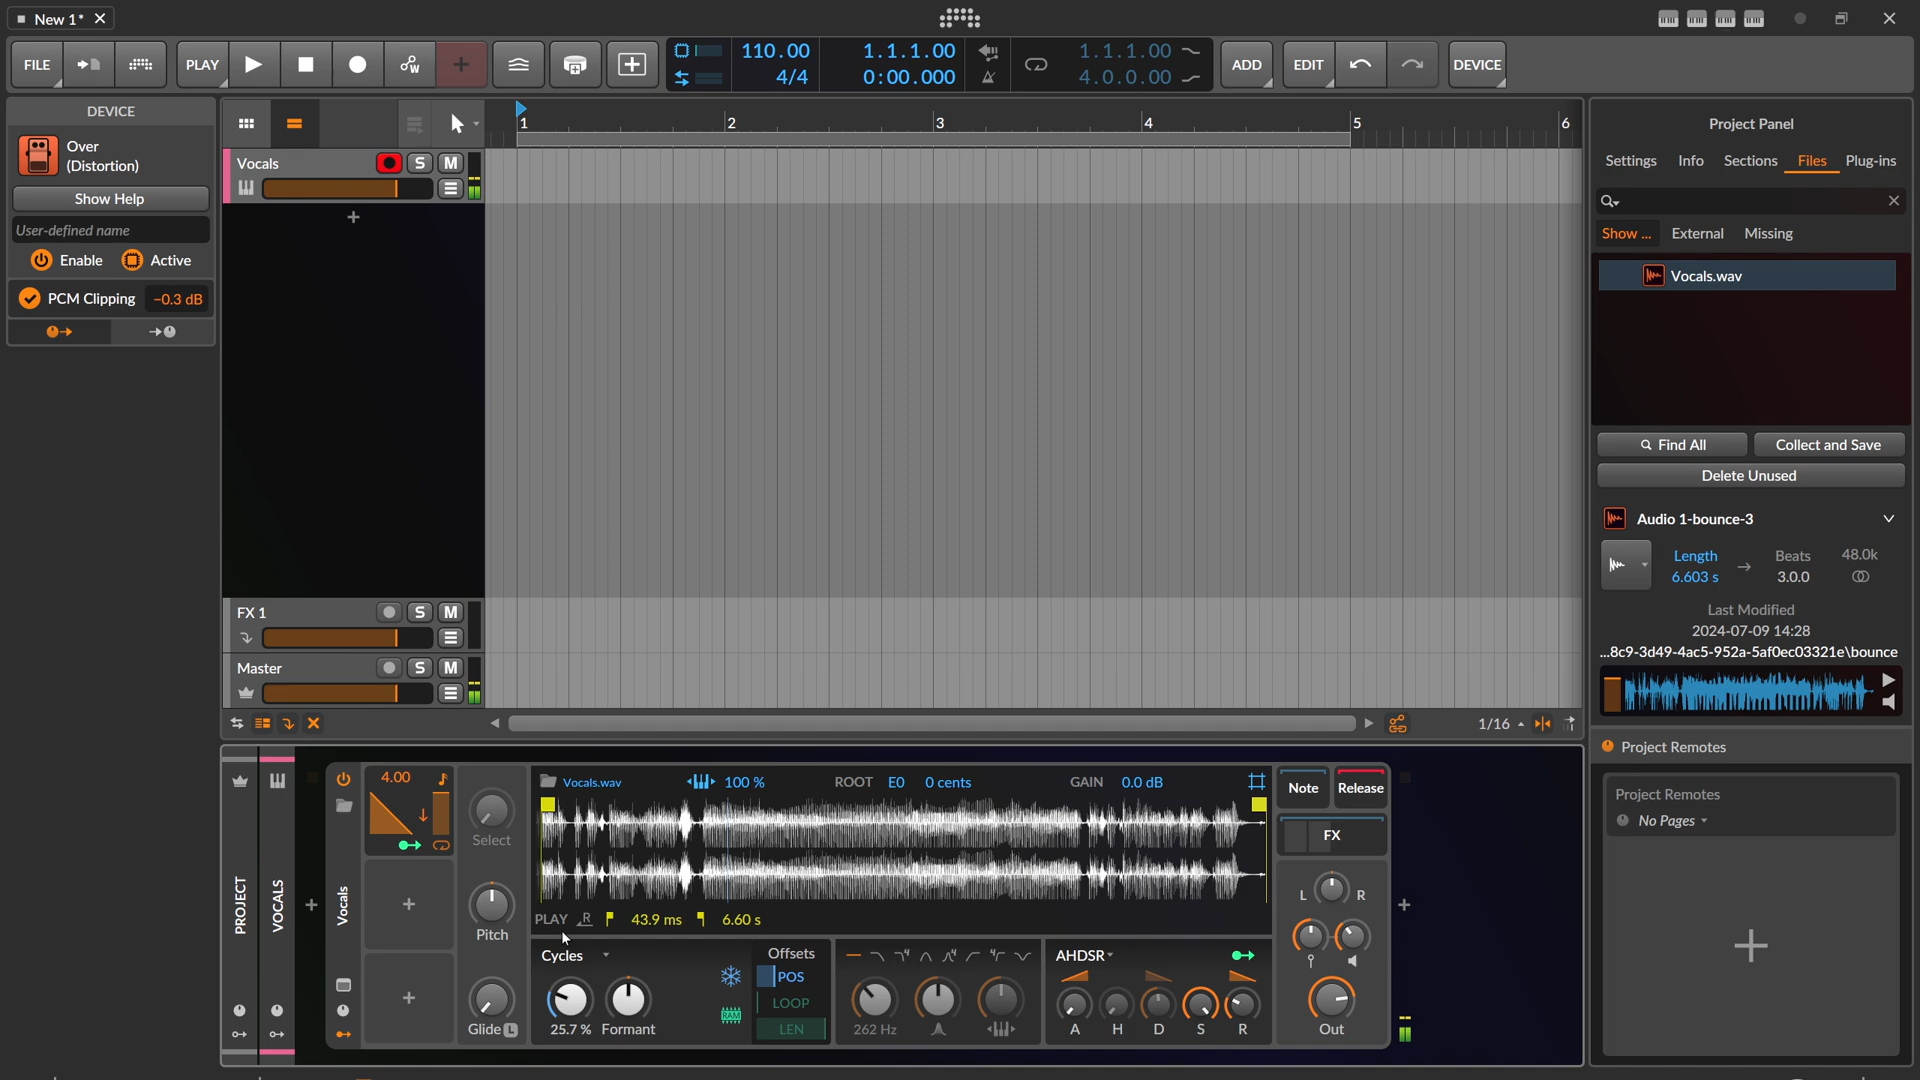 New 1*
FILE
PLAY
110.00
4/4
1.1.1.00
0:00.000
1.1.1.00
4.0.0.00
ADD
EDIT
DEVICE
DEVICE
Over
(Distortion)
Show Help
User-defined name
Enable
Active
PCM Clipping
-0.3 dB
1
2
3
4
5
6
Vocals
S
M
FX 1
S
M
Master
S
M
1/16
Project Panel
Settings
Info
Sections
Files
Plug-ins
Show ...
External
Missing
Vocals.wav
Find All
Collect and Save
Delete Unused
Audio 1-bounce-3
Length
6.603 s
Beats
3.0.0
48.0k
Last Modified
2024-07-09 14:28
...8c9-3d49-4ac5-952a-5af0ec03321e\bounce
Project Remotes
Project Remotes
No Pages
PROJECT
VOCALS
Vocals
4.00
Select
Pitch
Glide
L
Vocals.wav
100 %
ROOT
E0
0 cents
GAIN
0.0 dB
PLAY
R
43.9 ms
6.60 s
Cycles
25.7 %
Formant
RAM
Offsets
POS
LOOP
LEN
262 Hz
AHDSR
A
H
D
S
R
Note
Release
FX
L
R
Out